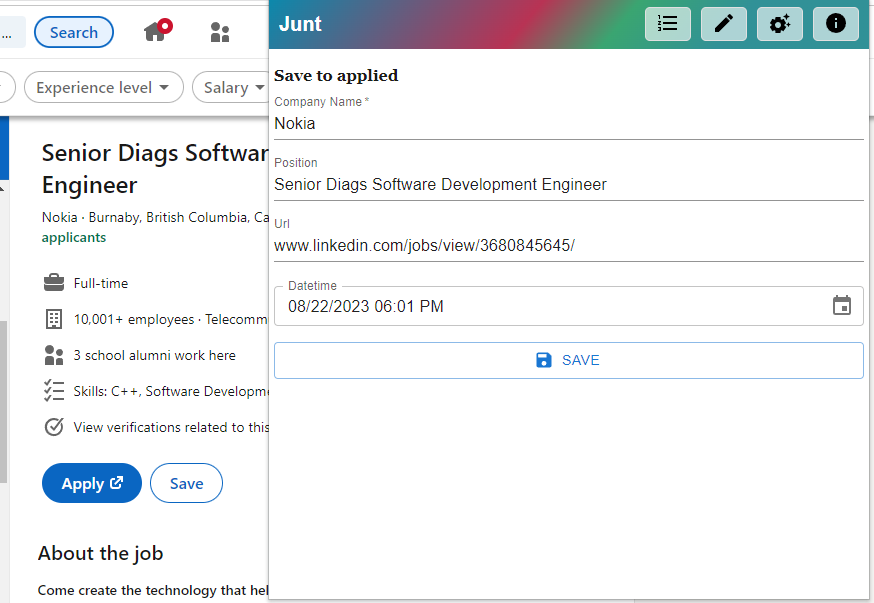 ...
Search
Experience level
Salary
Senior Diags Softwar
Engineer
Nokia · Burnaby, British Columbia, Ca
applicants
Full-time
10,001+ employees · Telecomm
3 school alumni work here
Skills: C++, Software Developme
View verifications related to this
Apply
Save
About the job
Come create the technology that hel
Junt
Save to applied
Company Name *
Nokia
Position
Senior Diags Software Development Engineer
Url
www.linkedin.com/jobs/view/3680845645/
Datetime
08/22/2023 06:01 PM
SAVE